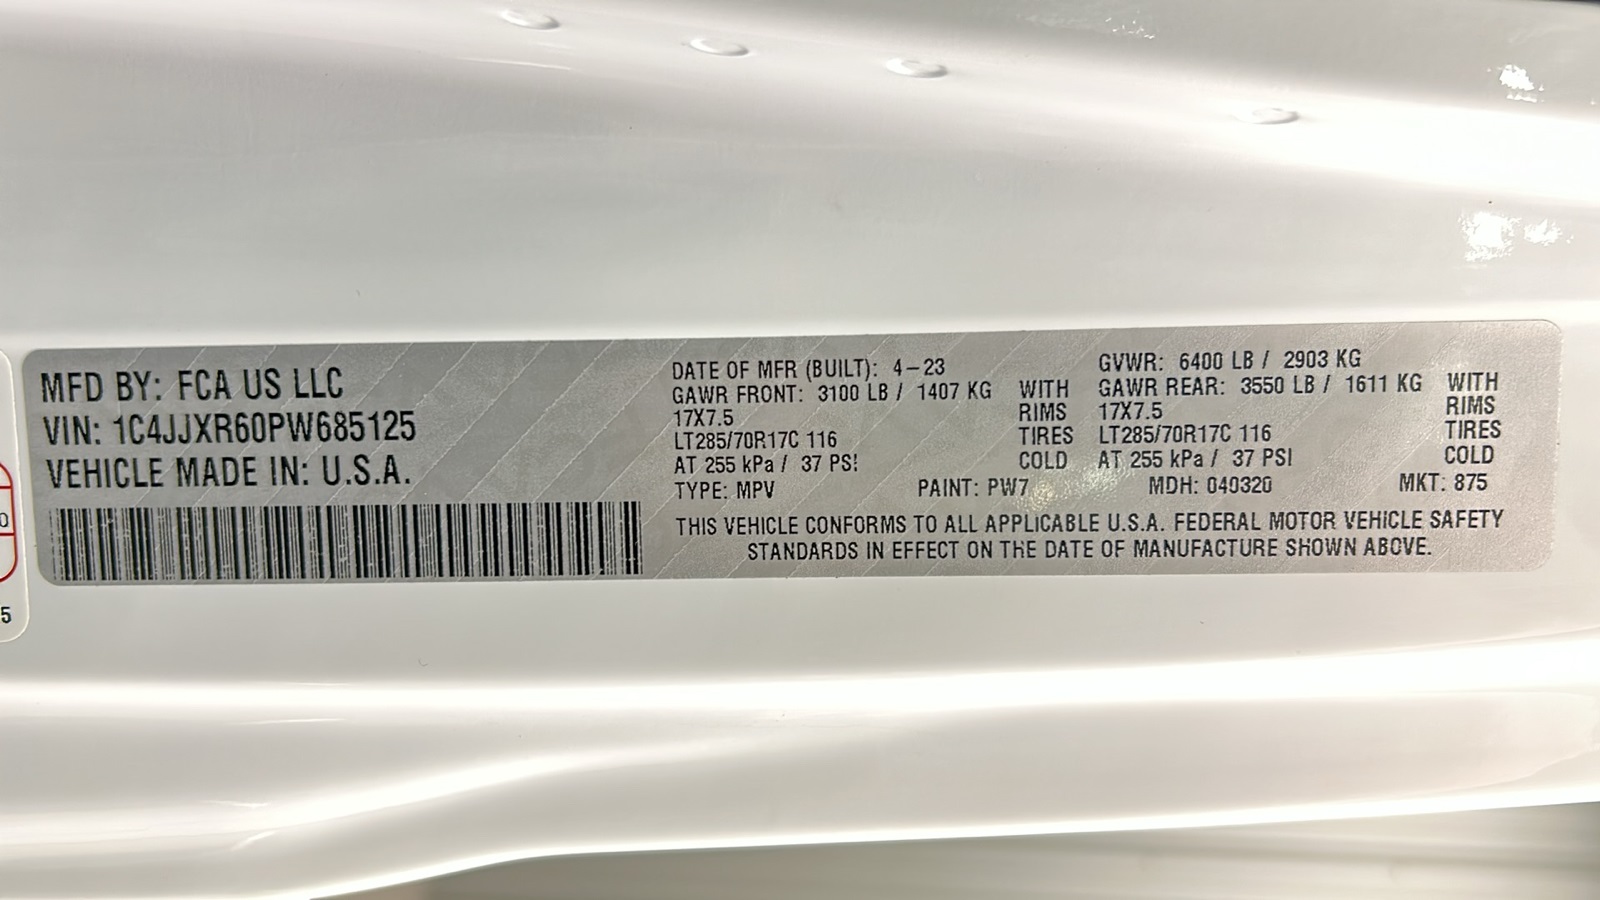 MFD BY: FCA US LLC
VIN: 1C4JJXR60PW685125
VEHICLE MADE IN: U.S.A.
DATE OF MFR (BUILT): 4-23
GAWR FRONT: 3100 LB / 1407 KG WITH
17X7.5 RIMS
LT285/70R17C 116 TIRES
AT 255 kPa / 37 PSI COLD
GVWR: 6400 LB / 2903 KG
GAWR REAR: 3550 LB / 1611 KG WITH
17X7.5 RIMS
LT285/70R17C 116 TIRES
AT 255 kPa / 37 PSI COLD
TYPE: MPV PAINT: PW7 MDH: 040320 MKT: 875
THIS VEHICLE CONFORMS TO ALL APPLICABLE U.S.A. FEDERAL MOTOR VEHICLE SAFETY
STANDARDS IN EFFECT ON THE DATE OF MANUFACTURE SHOWN ABOVE.
5